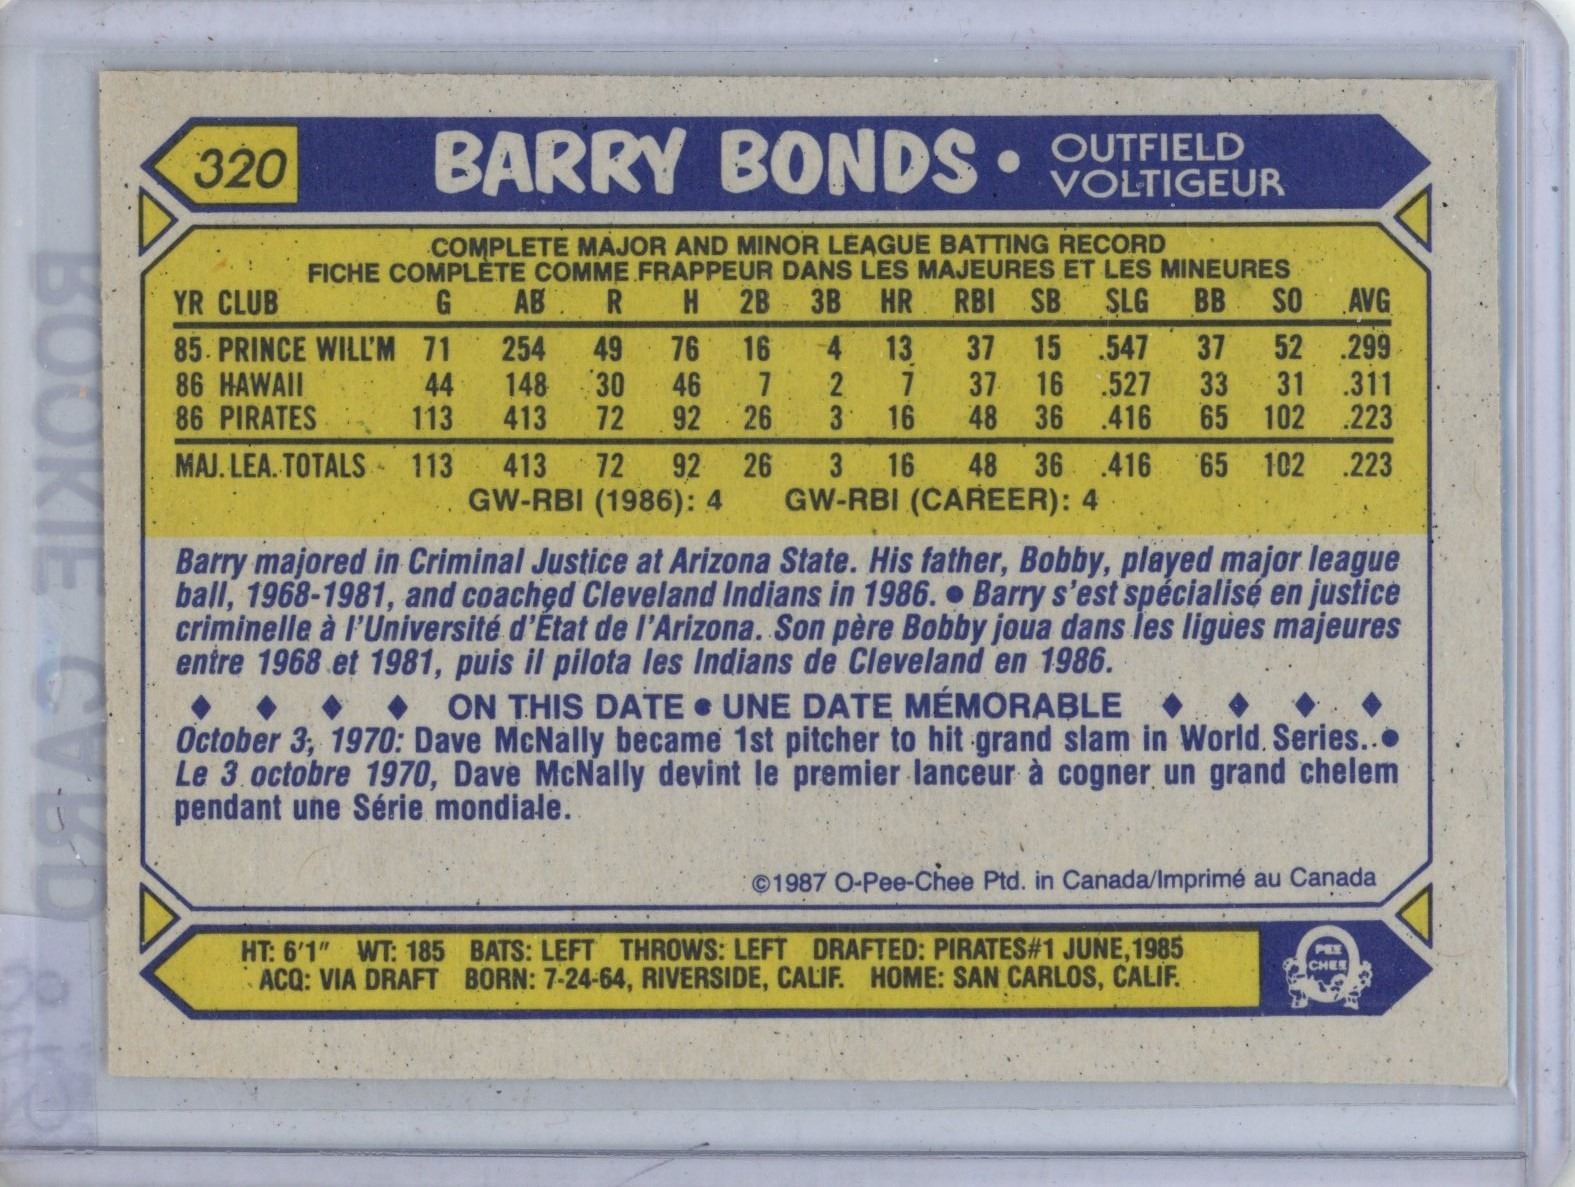 320
BARRY BONDS • OUTFIELD
VOLTIGEUR
COMPLETE MAJOR AND MINOR LEAGUE BATTING RECORD
FICHE COMPLÈTE COMME FRAPPEUR DANS LES MAJEURES ET LES MINEURES
YR CLUB G AB R H 2B 3B HR RBI SB SLG BB SO AVG
85 PRINCE WILL'M 71 254 49 76 16 4 13 37 15 .547 37 52 .299
86 HAWAII 44 148 30 46 7 2 7 37 16 .527 33 31 .311
86 PIRATES 113 413 72 92 26 3 16 48 36 .416 65 102 .223
MAJ. LEA. TOTALS 113 413 72 92 26 3 16 48 36 .416 65 102 .223
GW-RBI (1986): 4 GW-RBI (CAREER): 4
Barry majored in Criminal Justice at Arizona State. His father, Bobby, played major league
ball, 1968-1981, and coached Cleveland Indians in 1986. • Barry s'est spécialisé en justice
criminelle à l'Université d'État de l'Arizona. Son père Bobby joua dans les ligues majeures
entre 1968 et 1981, puis il pilota les Indians de Cleveland en 1986.
ON THIS DATE • UNE DATE MÉMORABLE
October 3, 1970: Dave McNally became 1st pitcher to hit grand slam in World Series. •
Le 3 octobre 1970, Dave McNally devint le premier lanceur à cogner un grand chelem
pendant une Série mondiale.
©1987 O-Pee-Chee Ptd. in Canada/Imprimé au Canada
HT: 6'1" WT: 185 BATS: LEFT THROWS: LEFT DRAFTED: PIRATES#1 JUNE, 1985
ACQ: VIA DRAFT BORN: 7-24-64, RIVERSIDE, CALIF. HOME: SAN CARLOS, CALIF.
PEE
CHEE
ROOKIE CARD